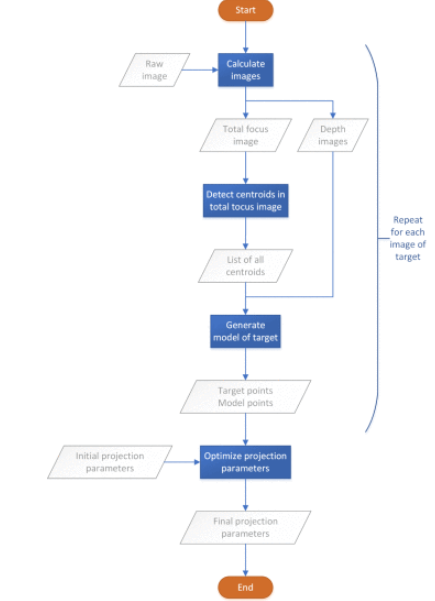 Start
Raw
image
Calculate
images
Total focus
image
Depth
images
Detect centroids in
total focus image
Repeat
for each
image of
target
List of all
centroids
Generate
model of target
Target points
Model points
Initial projection
parameters
Optimize projection
parameters
Final projection
parameters
End